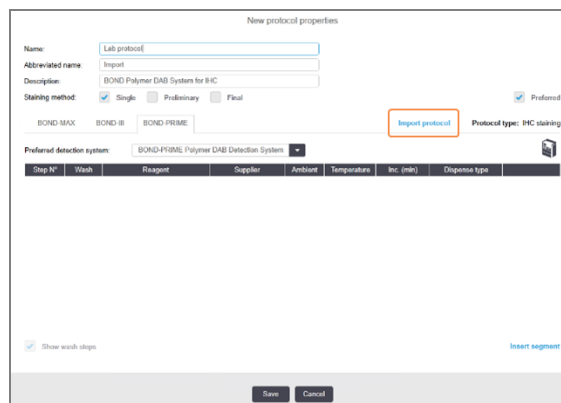 New protocol properties
Name: Lab protocol
Abbreviated name: Import
Description: BOND Polymer DAB System for IHC
Staining method: Single Preliminary Final Preferred
BOND-MAX BOND-III BOND-PRIME Import protocol Protocol type: IHC staining
Preferred detection system: BOND-PRIME Polymer DAB Detection System
Step N° Wash Reagent Supplier Ambient Temperature Inc. (min) Dispense type
Show wash steps Insert segment
Save Cancel